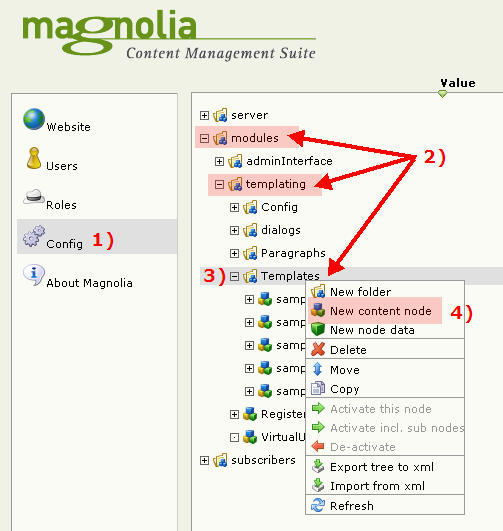 magnolia
Content Management Suite
Value
Website
Users
Roles
Config 1)
About Magnolia
server
modules
2)
adminInterface
templating
Config
dialogs
Paragraphs
3) Templates
samp
samp
samp
samp
samp
Register
VirtualU
subscribers
New folder
New content node 4)
New node data
Delete
Move
Copy
Activate this node
Activate incl. sub nodes
De-activate
Export tree to xml
Import from xml
Refresh